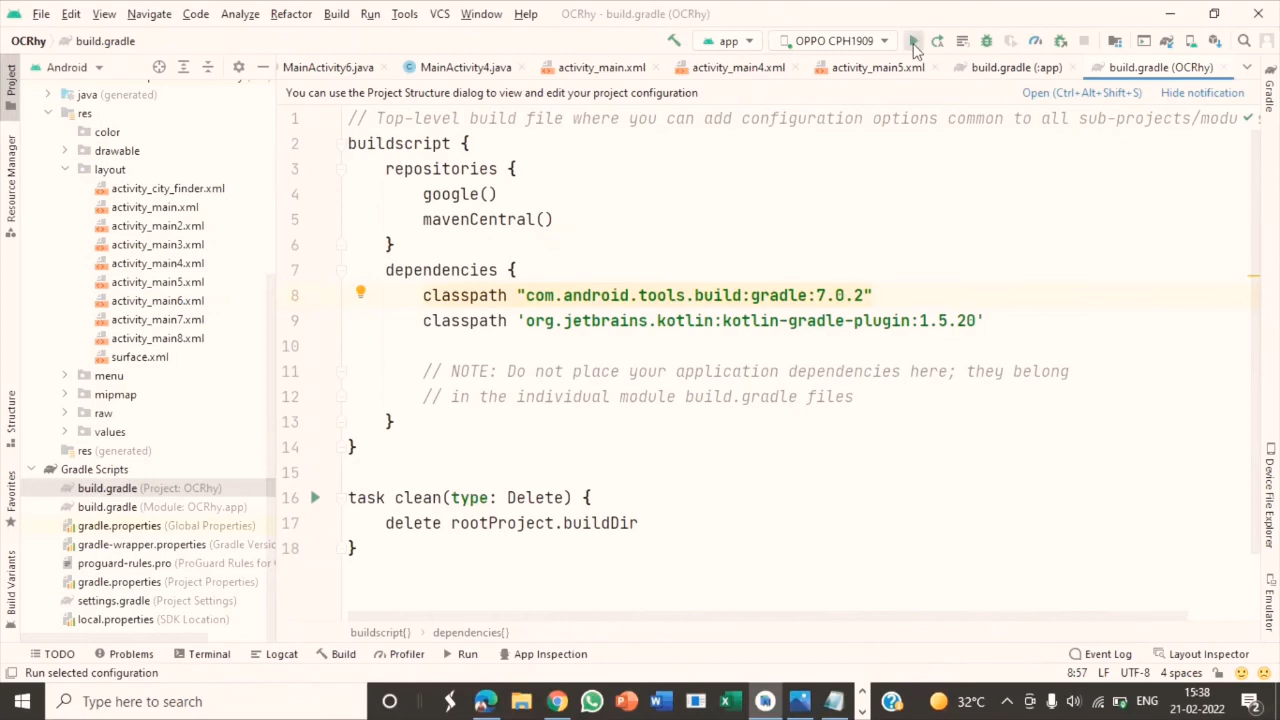 File Edit View Navigate Code Analyze Refactor Build Run Tools VCS Window Help OCRhy - build.gradle (OCRhy)
OCRhy build.gradle app OPPO CPH1909
Project Android MainActivity6.java MainActivity4.java activity_main.xml activity_main4.xml activity_main5.xml build.gradle (:app) build.gradle (OCRhy) Gradle
You can use the Project Structure dialog to view and edit your project configuration Open (Ctrl+Alt+Shift+S) Hide notification
java (generated)
res
color
drawable
layout
activity_city_finder.xml
activity_main.xml
activity_main2.xml
activity_main3.xml
activity_main4.xml
activity_main5.xml
activity_main6.xml
activity_main7.xml
activity_main8.xml
surface.xml
menu
mipmap
raw
values
res (generated)
Gradle Scripts
build.gradle (Project: OCRhy)
build.gradle (Module: OCRhy.app)
gradle.properties (Global Properties)
gradle-wrapper.properties (Gradle Versi
proguard-rules.pro (ProGuard Rules for
gradle.properties (Project Properties)
settings.gradle (Project Settings)
local.properties (SDK Location)
Resource Manager
Structure
Favorites
Build Variants
1 // Top-level build file where you can add configuration options common to all sub-projects/modu
2 buildscript {
3 repositories {
4 google()
5 mavenCentral()
6 }
7 dependencies {
8 classpath "com.android.tools.build:gradle:7.0.2"
9 classpath 'org.jetbrains.kotlin:kotlin-gradle-plugin:1.5.20'
10
11 // NOTE: Do not place your application dependencies here; they belong
12 // in the individual module build.gradle files
13 }
14 }
15
16 task clean(type: Delete) {
17 delete rootProject.buildDir
18 }
Device File Explorer
Emulator
buildscript{} dependencies{}
TODO Problems Terminal Logcat Build Profiler Run App Inspection Event Log Layout Inspector
Run selected configuration 8:57 LF UTF-8 4 spaces
Type here to search 32°C ENG 15:38
21-02-2022 2